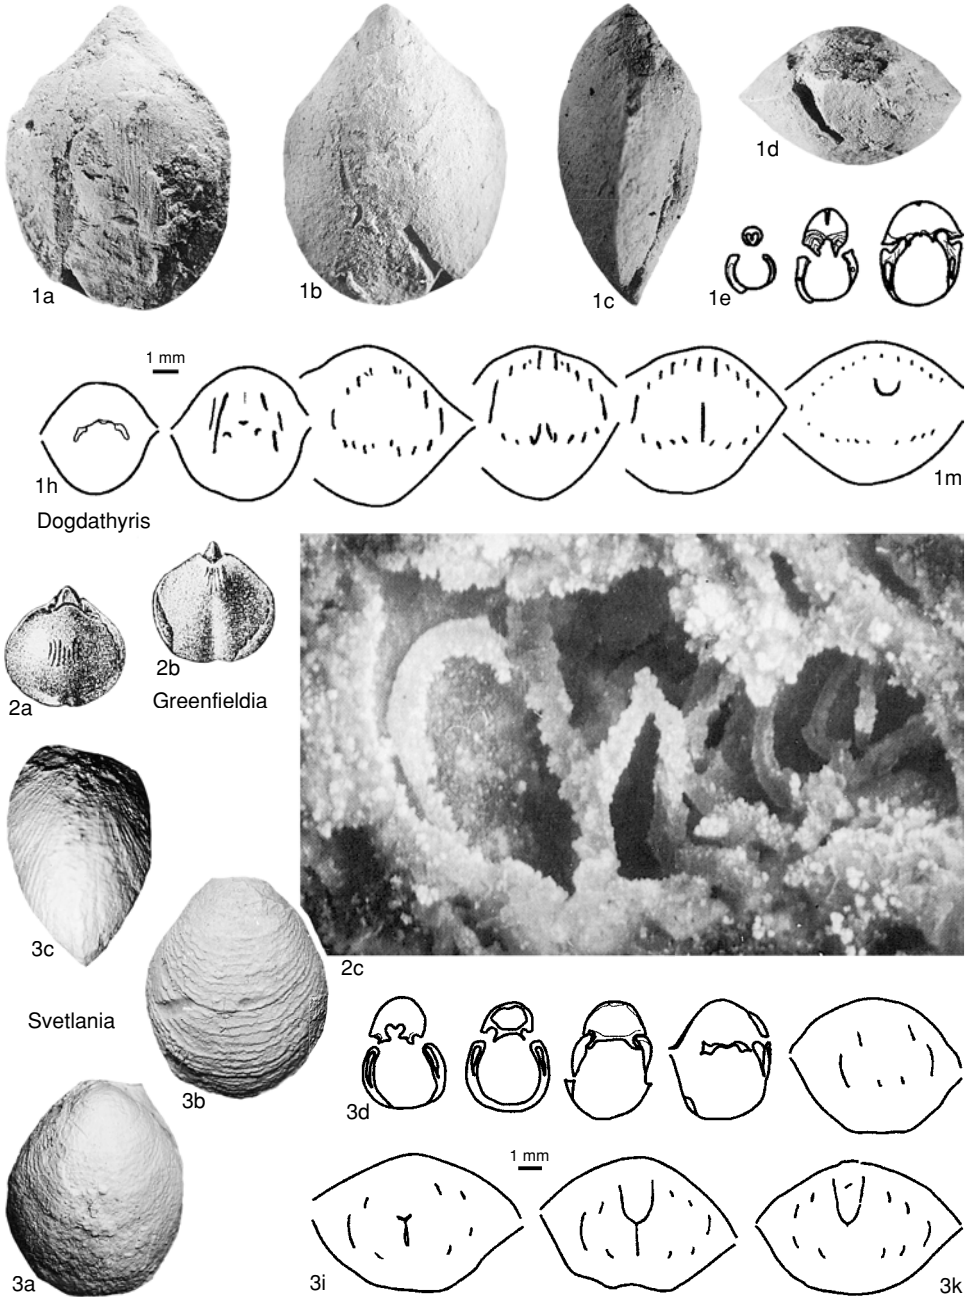 1a
1b
1c
1d
1e
1 mm
1h
1m
Dogdathyris
2a
2b
Greenfieldia
2c
3c
Svetlania
3b
3a
3d
1 mm
3i
3k